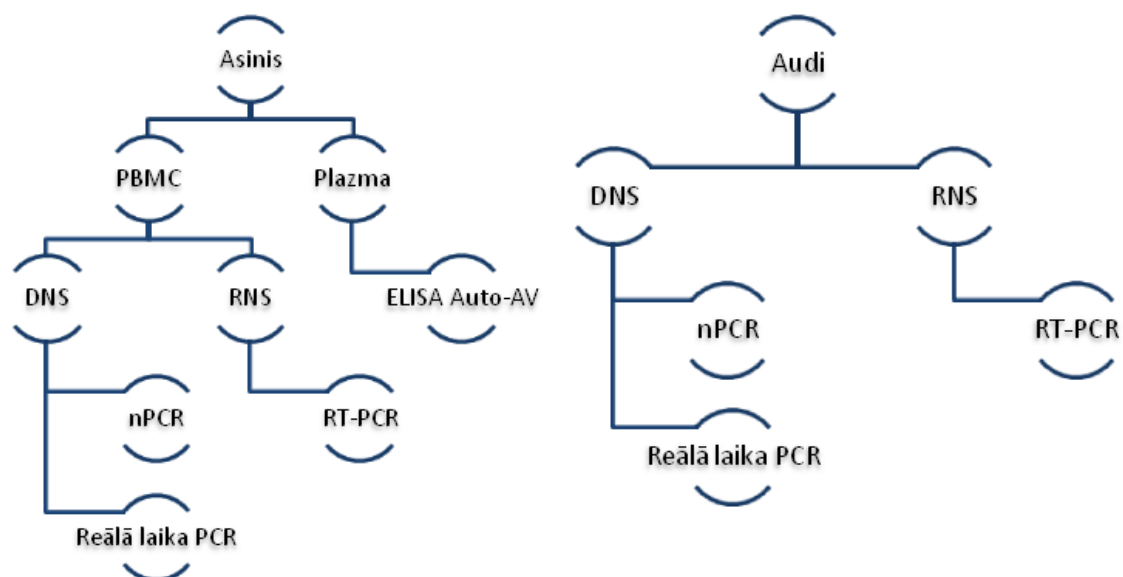 Asinis
PBMC
Plazma
DNS
RNS
ELISA Auto-AV
nPCR
RT-PCR
Reālā laika PCR
Audi
DNS
RNS
nPCR
RT-PCR
Reālā laika PCR